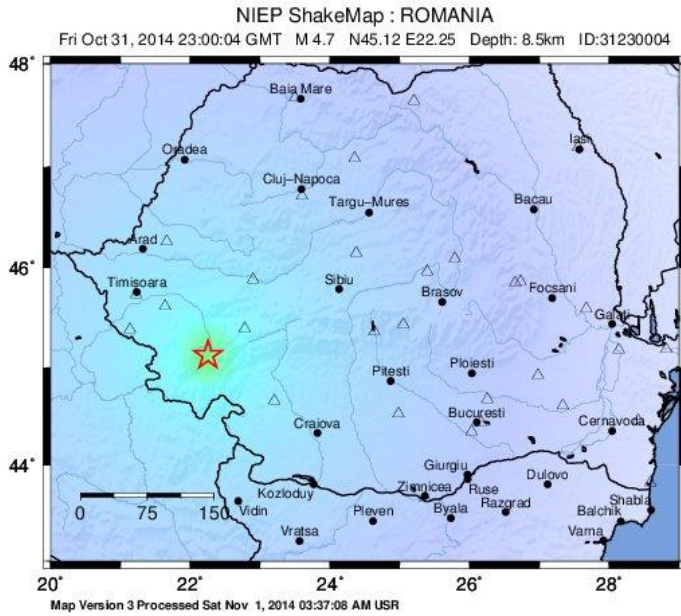 NIEP ShakeMap : ROMANIA
Fri Oct 31, 2014 23:00:04 GMT M 4.7 N45.12 E22.25 Depth: 8.5km ID:31230004
48°
Baia Mare
Iasi
Oradea
Cluj-Napoca
Targu-Mures
Bacau
Arad
46°
Timisoara
Sibiu
Brasov
Focsani
Galati
Pitesti
Ploiesti
Bucuresti
Craiova
Cernavoda
44°
Giurgiu
Zimnicea
Ruse
Dulovo
Kozloduy
Razgrad
Shabla
0 75 150
Vidin
Pleven
Byala
Balchik
Vratsa
Varna
20° 22° 24° 26° 28°
Map Version 3 Processed Sat Nov 1, 2014 03:37:08 AM USR